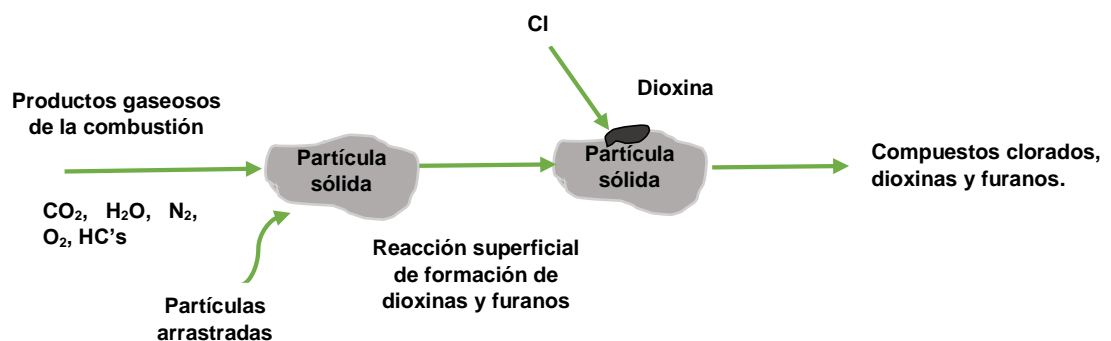 Cl
Dioxina
Productos gaseosos
de la combustión
Partícula
sólida
Partícula
sólida
Compuestos clorados,
dioxinas y furanos.
CO₂, H₂O, N₂,
O₂, HC's
Reacción superficial
de formación de
dioxinas y furanos
Partículas
arrastradas